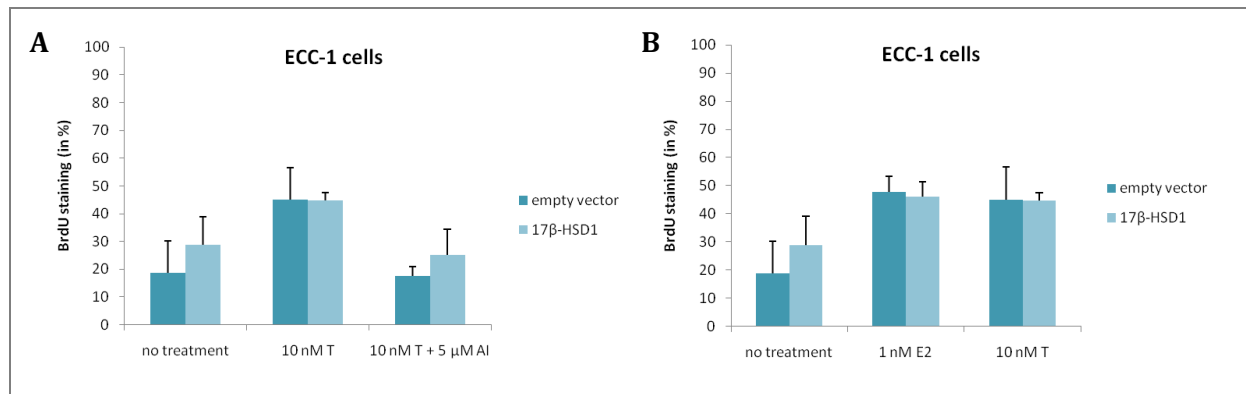 A
ECC-1 cells
BrdU staining (in %)
100
90
80
70
60
50
40
30
20
10
0
no treatment
10 nM T
10 nM T + 5 µM AI
empty vector
17β-HSD1
B
ECC-1 cells
BrdU staining (in %)
100
90
80
70
60
50
40
30
20
10
0
no treatment
1 nM E2
10 nM T
empty vector
17β-HSD1